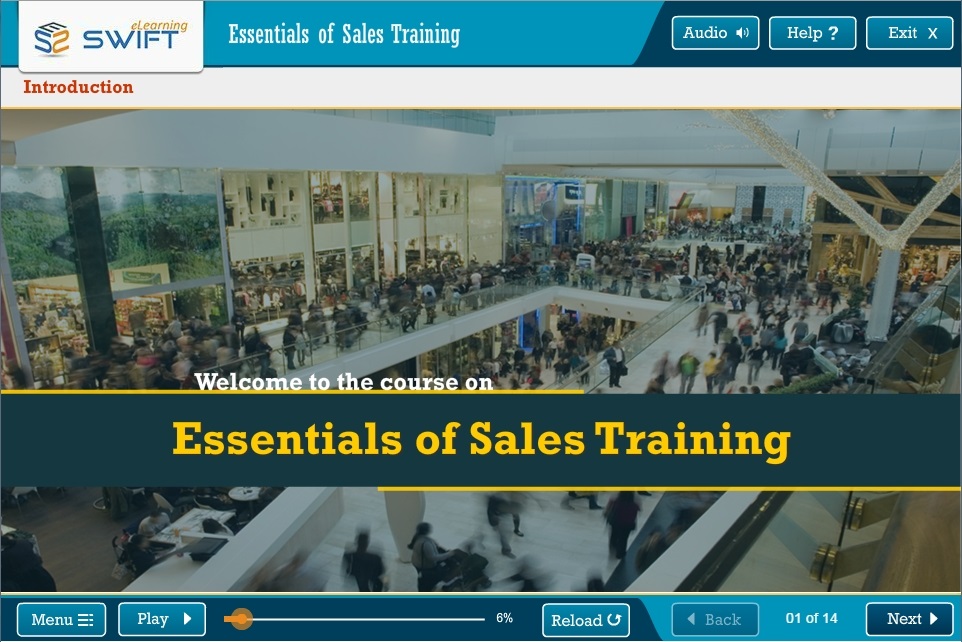 eLearning
SWIFT
Essentials of Sales Training
Audio
Help ?
Exit X
Introduction
Welcome to the course on
Essentials of Sales Training
Menu
Play
6%
Reload
Back
01 of 14
Next